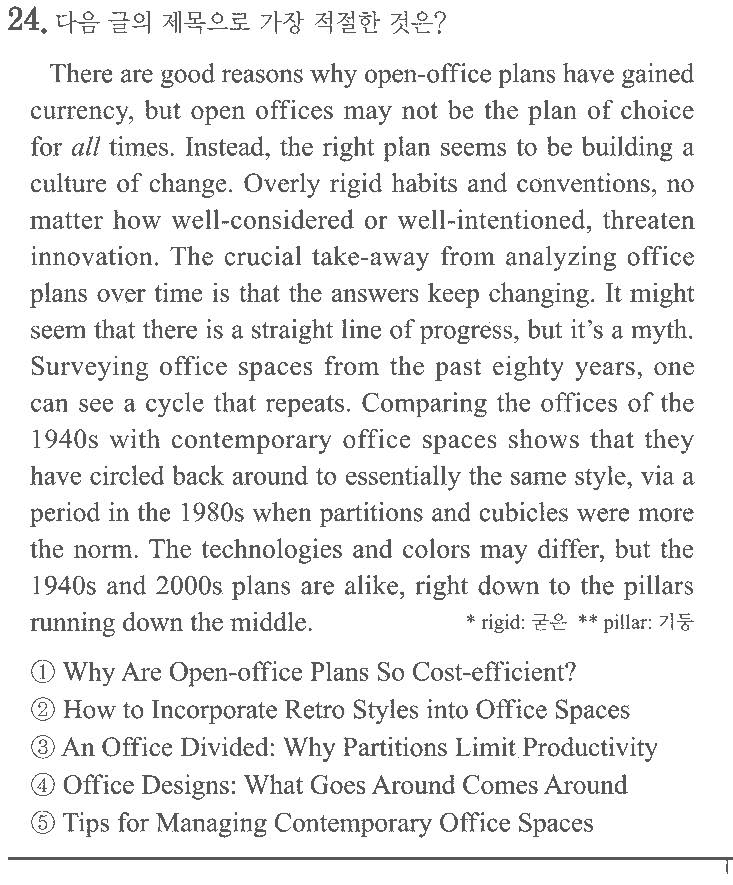 24. 다음 글의 제목으로 가장 적절한 것은?
There are good reasons why open-office plans have gained
currency, but open offices may not be the plan of choice
for all times. Instead, the right plan seems to be building a
culture of change. Overly rigid habits and conventions, no
matter how well-considered or well-intentioned, threaten
innovation. The crucial take-away from analyzing office
plans over time is that the answers keep changing. It might
seem that there is a straight line of progress, but it's a myth.
Surveying office spaces from the past eighty years, one
can see a cycle that repeats. Comparing the offices of the
1940s with contemporary office spaces shows that they
have circled back around to essentially the same style, via a
period in the 1980s when partitions and cubicles were more
the norm. The technologies and colors may differ, but the
1940s and 2000s plans are alike, right down to the pillars
running down the middle. * rigid: 굳은 ** pillar: 기둥
① Why Are Open-office Plans So Cost-efficient?
② How to Incorporate Retro Styles into Office Spaces
③ An Office Divided: Why Partitions Limit Productivity
④ Office Designs: What Goes Around Comes Around
⑤ Tips for Managing Contemporary Office Spaces